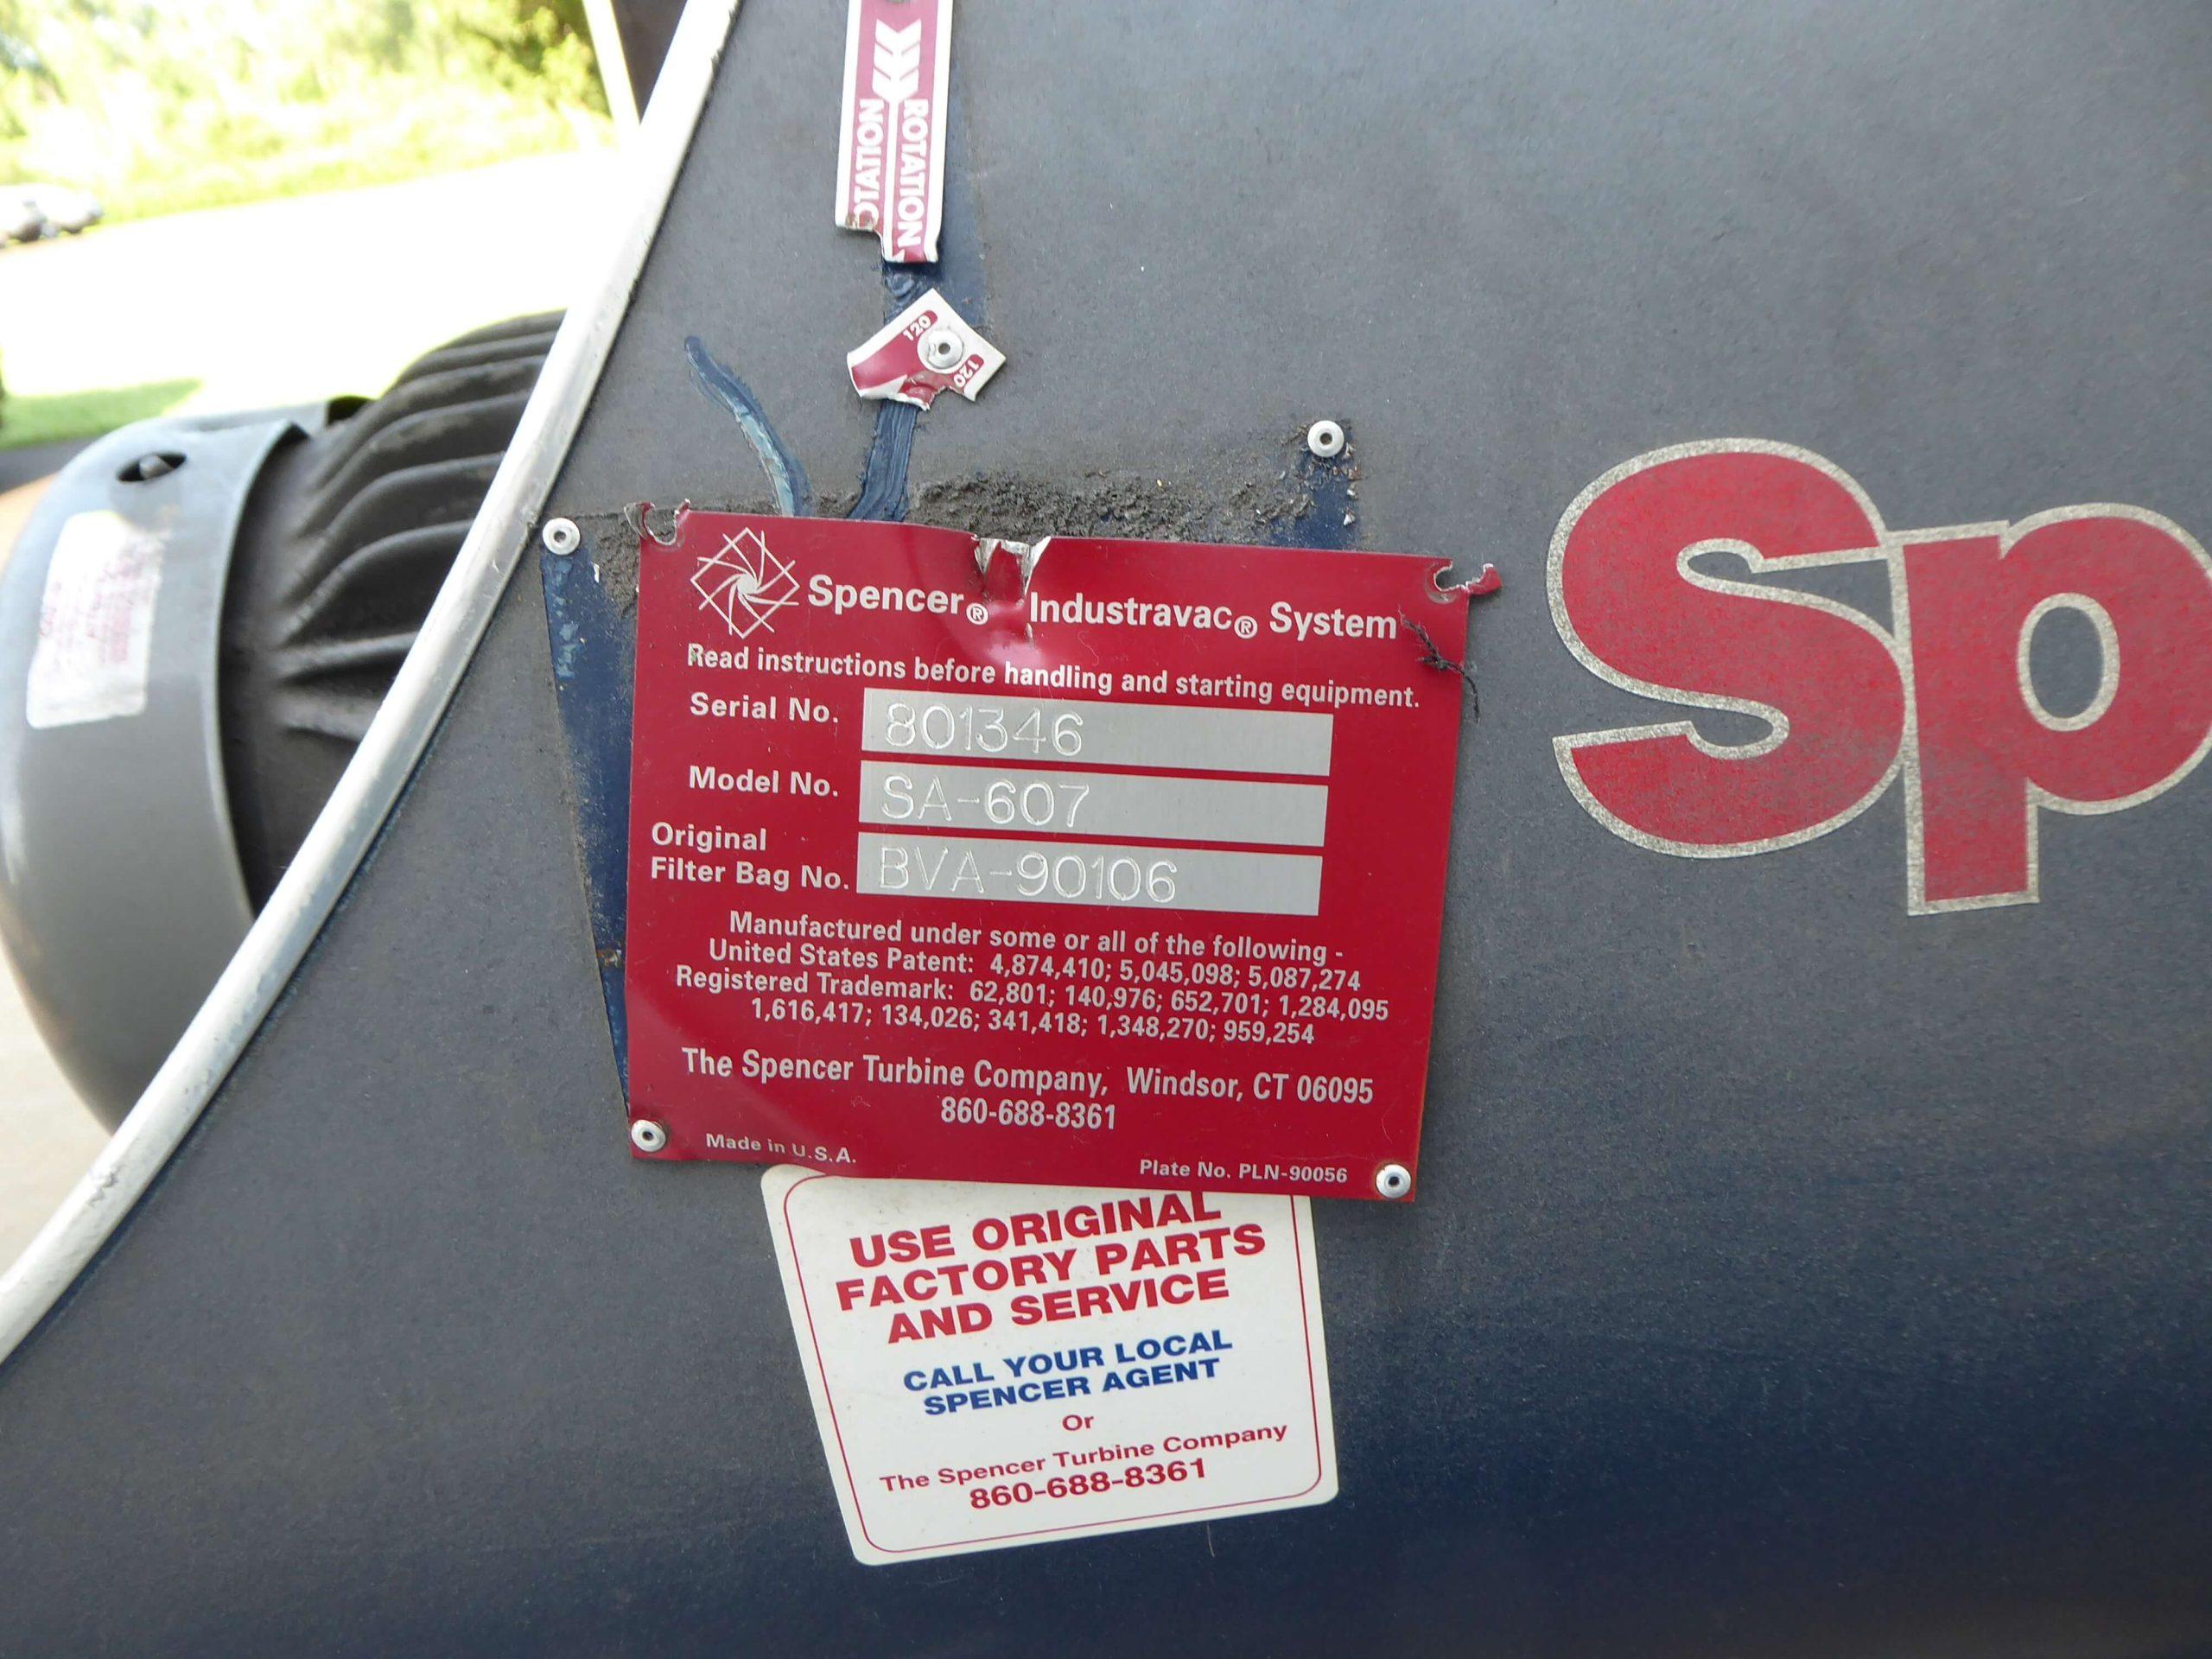 ROTATION
OTATION
120
120
Sp
Spencer® Industravac® System
Read instructions before handling and starting equipment.
Serial No. 801346
Model No. SA-607
Original
Filter Bag No. BVA-90106
Manufactured under some or all of the following -
United States Patent: 4,874,410; 5,045,098; 5,087,274
Registered Trademark: 62,801; 140,976; 652,701; 1,284,095
1,616,417; 134,026; 341,418; 1,348,270; 959,254
The Spencer Turbine Company, Windsor, CT 06095
860-688-8361
Made in U.S.A.
Plate No. PLN-90056
USE ORIGINAL
FACTORY PARTS
AND SERVICE
CALL YOUR LOCAL
SPENCER AGENT
Or
The Spencer Turbine Company
860-688-8361